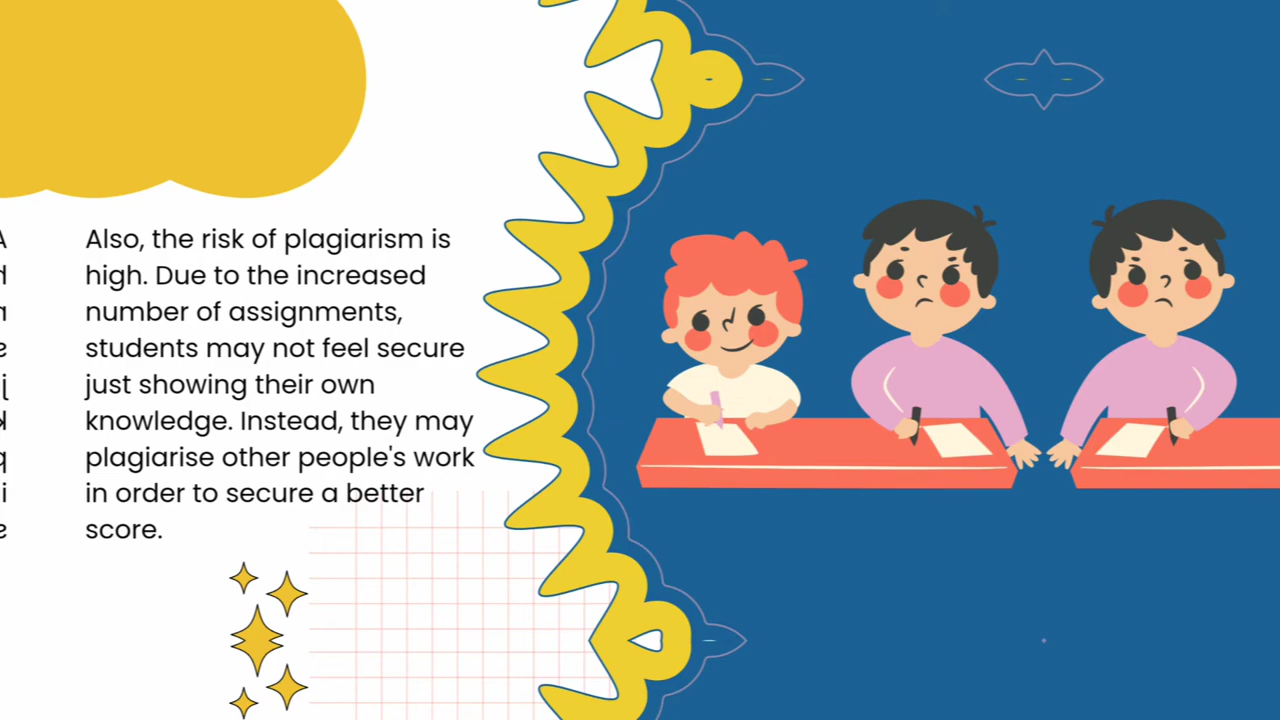 Also, the risk of plagiarism is
high. Due to the increased
number of assignments,
students may not feel secure
just showing their own
knowledge. Instead, they may
plagiarise other people's work
in order to secure a better
score.